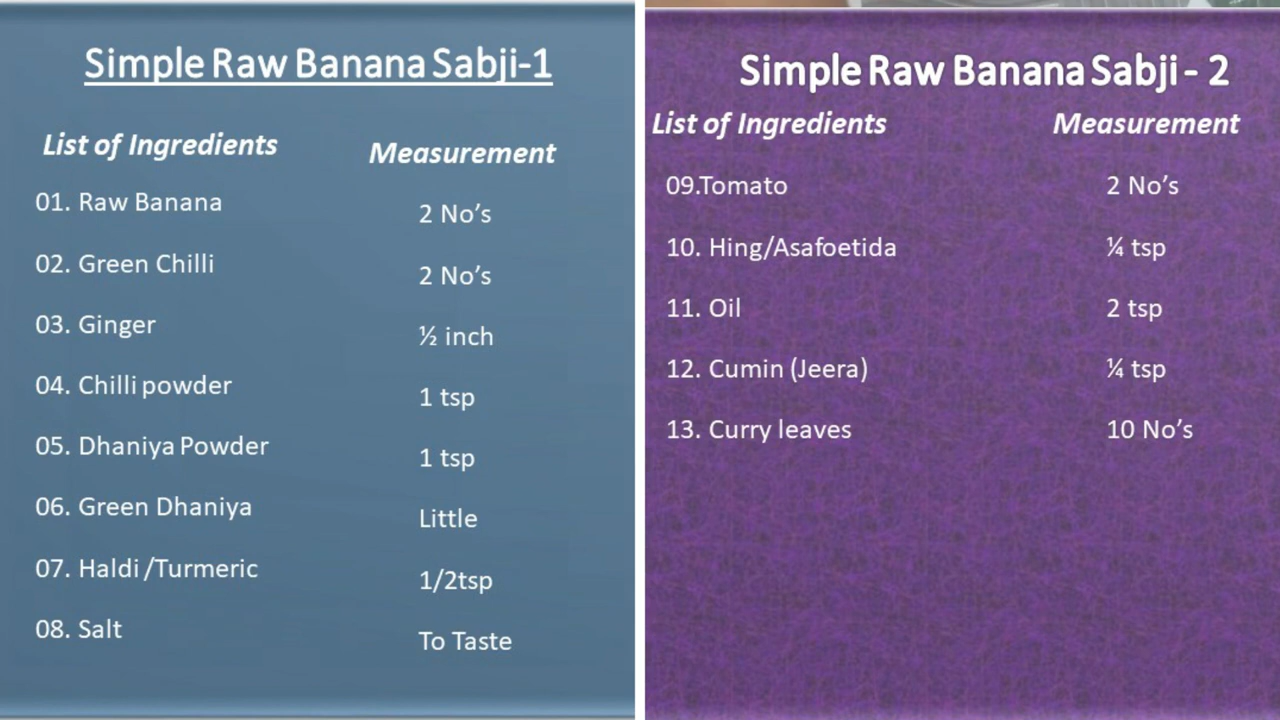 Simple Raw Banana Sabji-1
List of Ingredients Measurement
01. Raw Banana 2 No's
02. Green Chilli 2 No's
03. Ginger ½ inch
04. Chilli powder 1 tsp
05. Dhaniya Powder 1 tsp
06. Green Dhaniya Little
07. Haldi /Turmeric 1/2tsp
08. Salt To Taste
Simple Raw Banana Sabji - 2
List of Ingredients Measurement
09.Tomato 2 No's
10. Hing/Asafoetida ¼ tsp
11. Oil 2 tsp
12. Cumin (Jeera) ¼ tsp
13. Curry leaves 10 No's